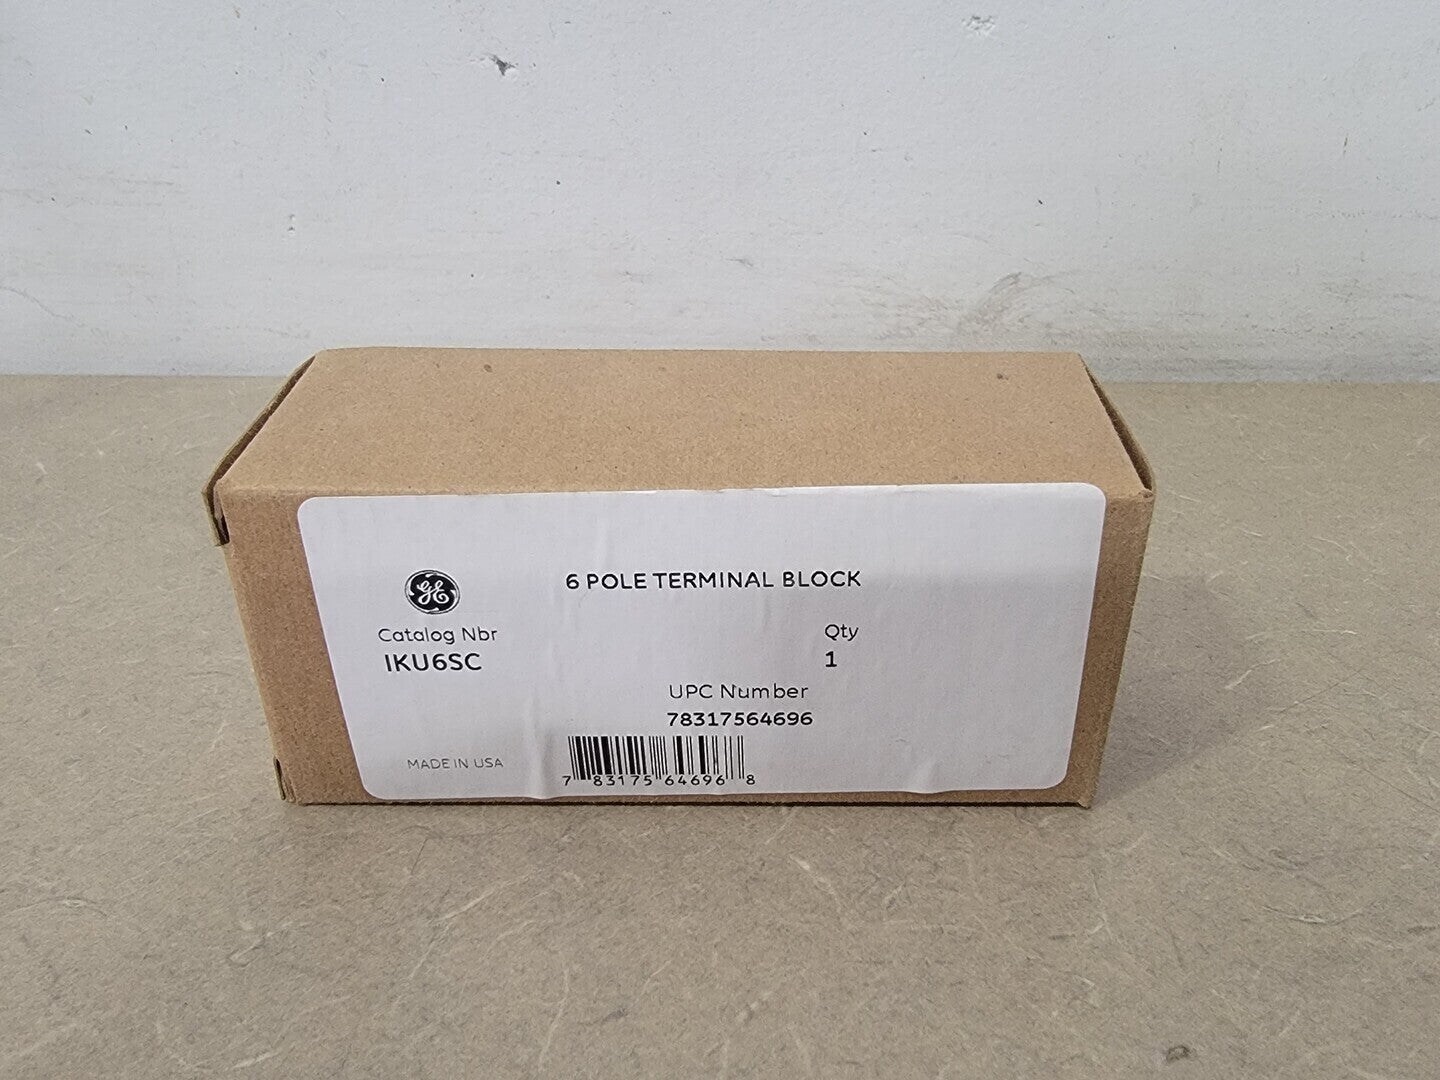 GE
6 POLE TERMINAL BLOCK
Catalog Nbr
IKU6SC
Qty
1
UPC Number
78317564696
MADE IN USA
7 83175 64696 8